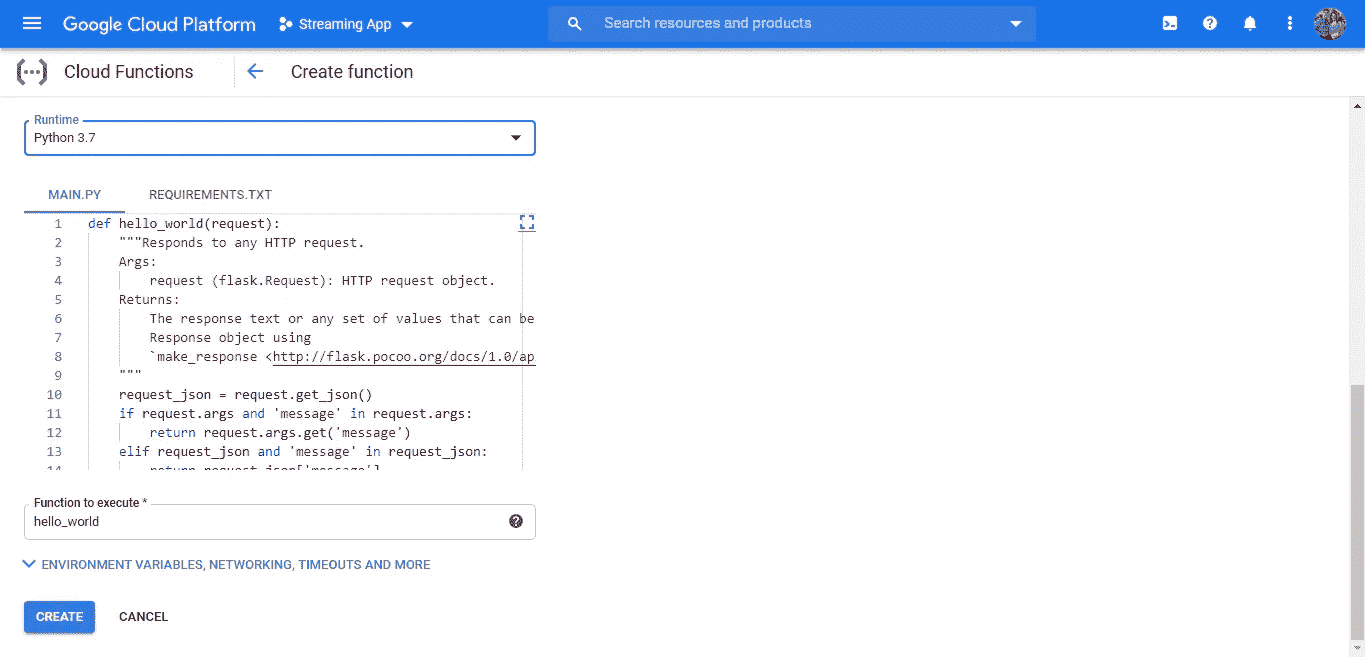 Google Cloud Platform
Streaming App
Search resources and products
Cloud Functions
Create function
Runtime
Python 3.7
MAIN.PY
REQUIREMENTS.TXT
1 def hello_world(request):
2 """Responds to any HTTP request.
3 Args:
4 request (flask.Request): HTTP request object.
5 Returns:
6 The response text or any set of values that can be
7 Response object using
8 `make_response <http://flask.pocoo.org/docs/1.0/ap
9 """
10 request_json = request.get_json()
11 if request.args and 'message' in request.args:
12 return request.args.get('message')
13 elif request_json and 'message' in request_json:
14 return request_json['message']
Function to execute *
hello_world
ENVIRONMENT VARIABLES, NETWORKING, TIMEOUTS AND MORE
CREATE
CANCEL